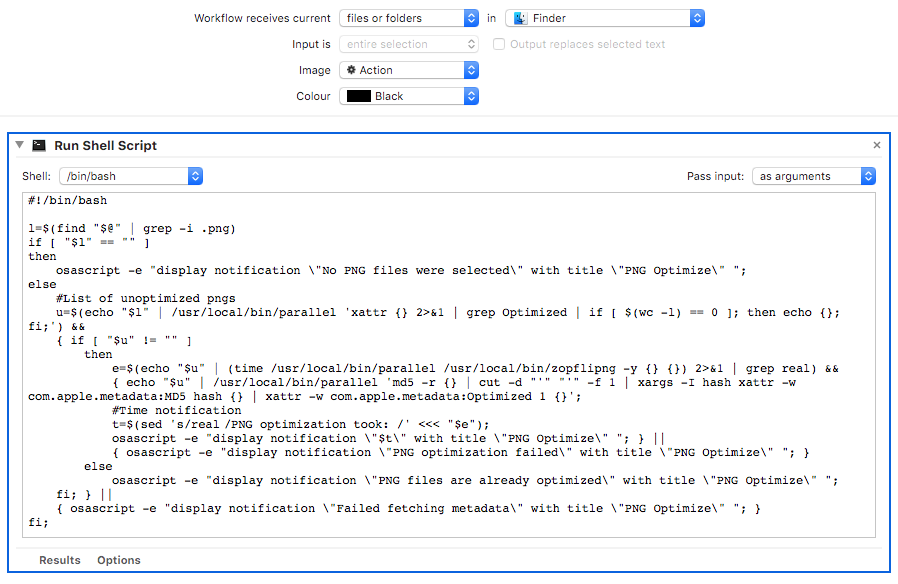 Workflow receives current files or folders in Finder
Input is entire selection Output replaces selected text
Image Action
Colour Black
Run Shell Script
Shell: /bin/bash Pass input: as arguments
#!/bin/bash
l=$(find "$@" | grep -i .png)
if [ "$l" == "" ]
then
    osascript -e "display notification \"No PNG files were selected\" with title \"PNG Optimize\" ";
else
    #List of unoptimized pngs
    u=$(echo "$l" | /usr/local/bin/parallel 'xattr {} 2>&1 | grep Optimized | if [ $(wc -l) == 0 ]; then echo {};
fi;') &&
    { if [ "$u" != "" ]
        then
            e=$(echo "$u" | (time /usr/local/bin/parallel /usr/local/bin/zopflipng -y {} {}) 2>&1 | grep real) &&
            { echo "$u" | /usr/local/bin/parallel 'md5 -r {} | cut -d "'" "'" -f 1 | xargs -I hash xattr -w
com.apple.metadata:MD5 hash {} | xattr -w com.apple.metadata:Optimized 1 {}';
            #Time notification
            t=$(sed 's/real /PNG optimization took: /' <<< "$e");
            osascript -e "display notification \"$t\" with title \"PNG Optimize\" "; } ||
            { osascript -e "display notification \"PNG optimization failed\" with title \"PNG Optimize\" "; }
        else
            osascript -e "display notification \"PNG files are already optimized\" with title \"PNG Optimize\" ";
    fi; } ||
    { osascript -e "display notification \"Failed fetching metadata\" with title \"PNG Optimize\" "; }
fi;
Results Options